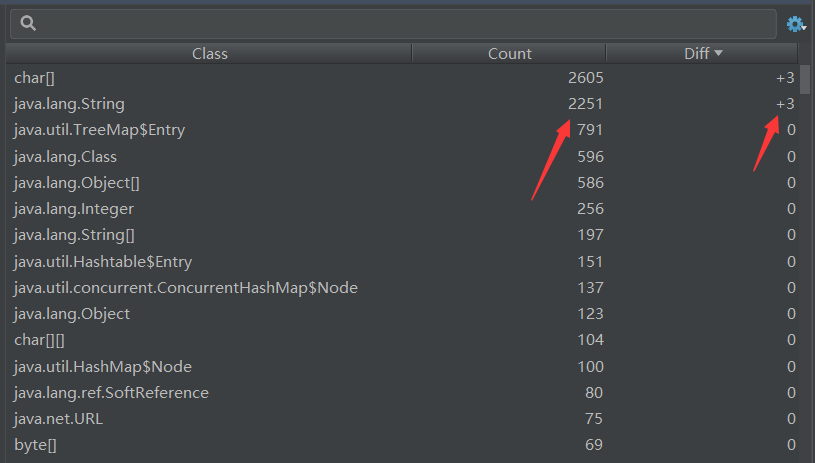 Class Count Diff
char[] 2605 +3
java.lang.String 2251 +3
java.util.TreeMap$Entry 791 0
java.lang.Class 596 0
java.lang.Object[] 586 0
java.lang.Integer 256 0
java.lang.String[] 197 0
java.util.Hashtable$Entry 151 0
java.util.concurrent.ConcurrentHashMap$Node 137 0
java.lang.Object 123 0
char[][] 104 0
java.util.HashMap$Node 100 0
java.lang.ref.SoftReference 80 0
java.net.URL 75 0
byte[] 69 0